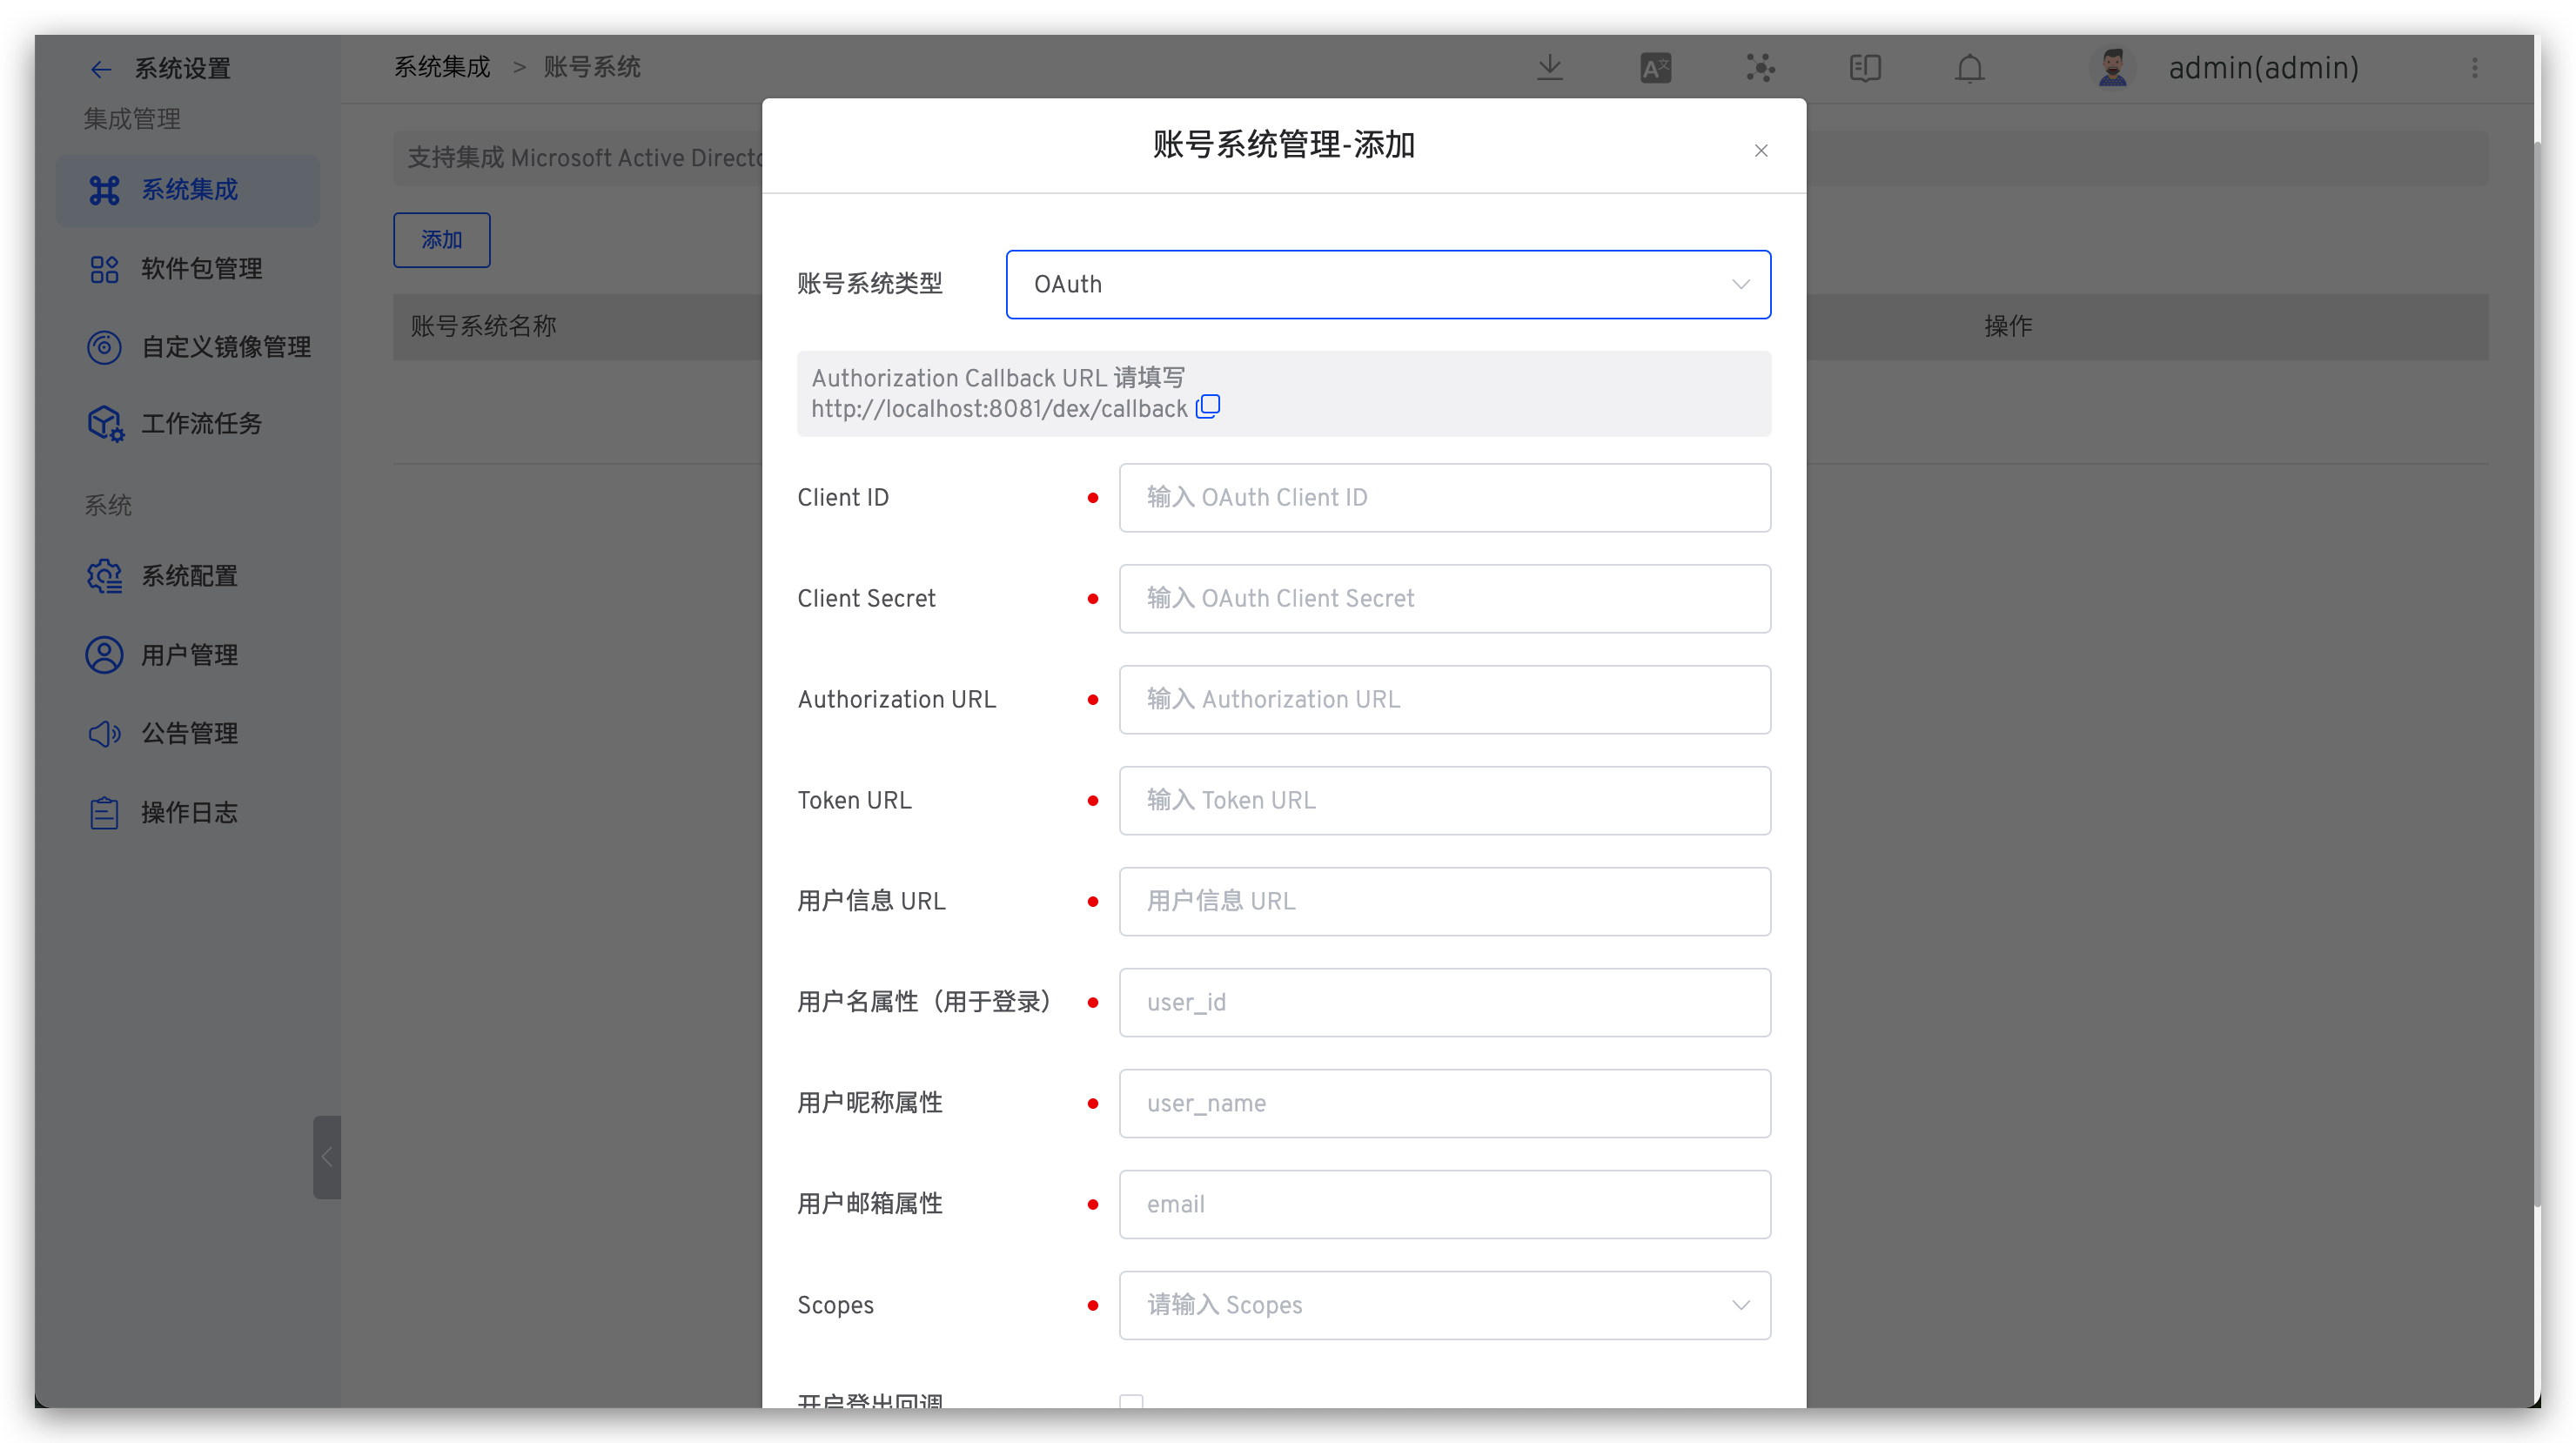 系统设置
集成管理
系统集成
软件包管理
自定义镜像管理
工作流任务
系统
系统配置
用户管理
公告管理
操作日志
系统集成 > 账号系统
admin(admin)
支持集成 Microsoft Active Directo
添加
账号系统名称
操作
账号系统管理-添加
账号系统类型
OAuth
Authorization Callback URL 请填写
http://localhost:8081/dex/callback
Client ID
输入 OAuth Client ID
Client Secret
输入 OAuth Client Secret
Authorization URL
输入 Authorization URL
Token URL
输入 Token URL
用户信息 URL
用户信息 URL
用户名属性（用于登录）
user_id
用户昵称属性
user_name
用户邮箱属性
email
Scopes
请输入 Scopes
开启登出回调